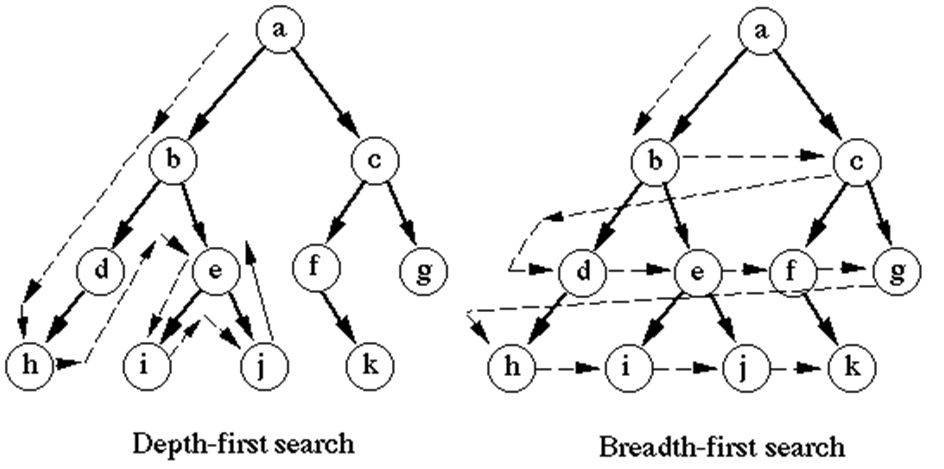 a
b
c
d
e
f
g
h
i
j
k
Depth-first search
a
b
c
d
e
f
g
h
i
j
k
Breadth-first search